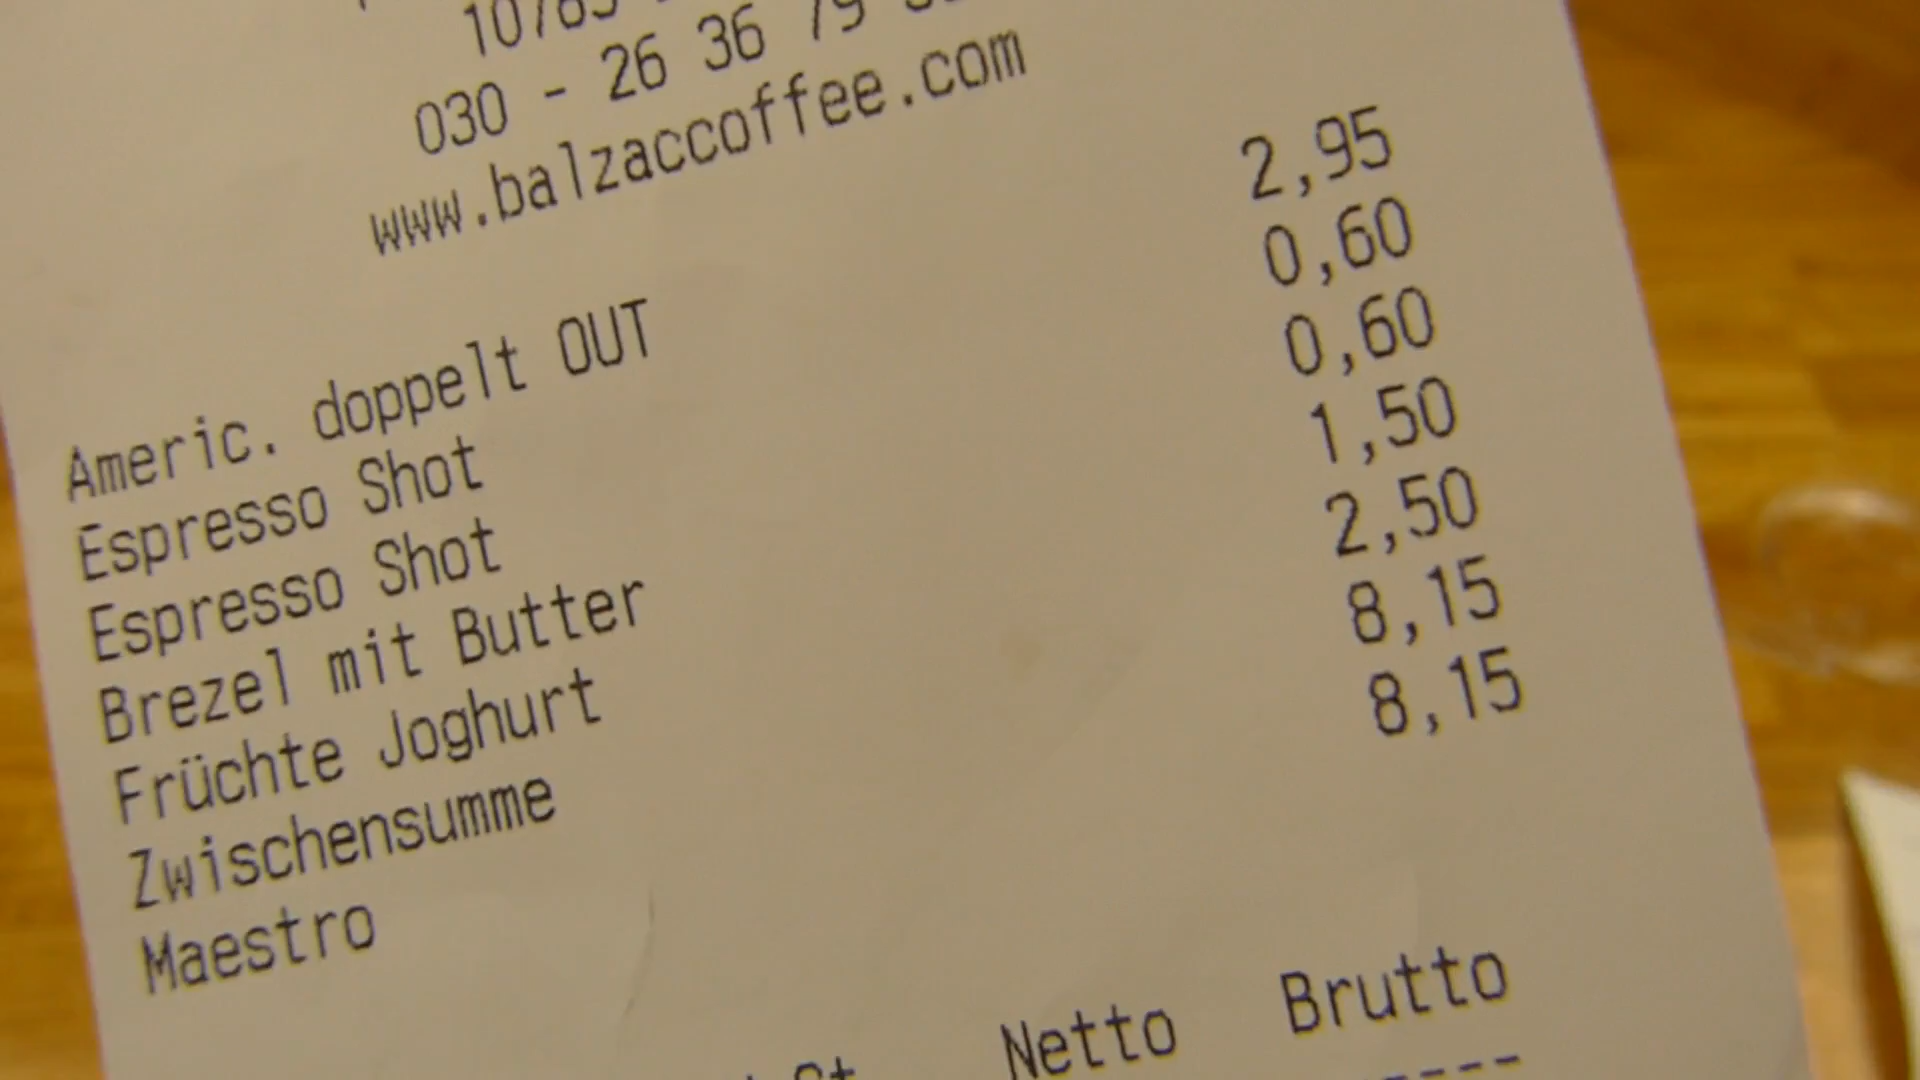 030 - 26 36 79
www.balzaccoffee.com
Americ. doppelt OUT 2,95
Espresso Shot 0,60
Espresso Shot 0,60
Brezel mit Butter 1,50
Früchte Joghurt 2,50
Zwischensumme 8,15
Maestro 8,15
Netto Brutto
-----